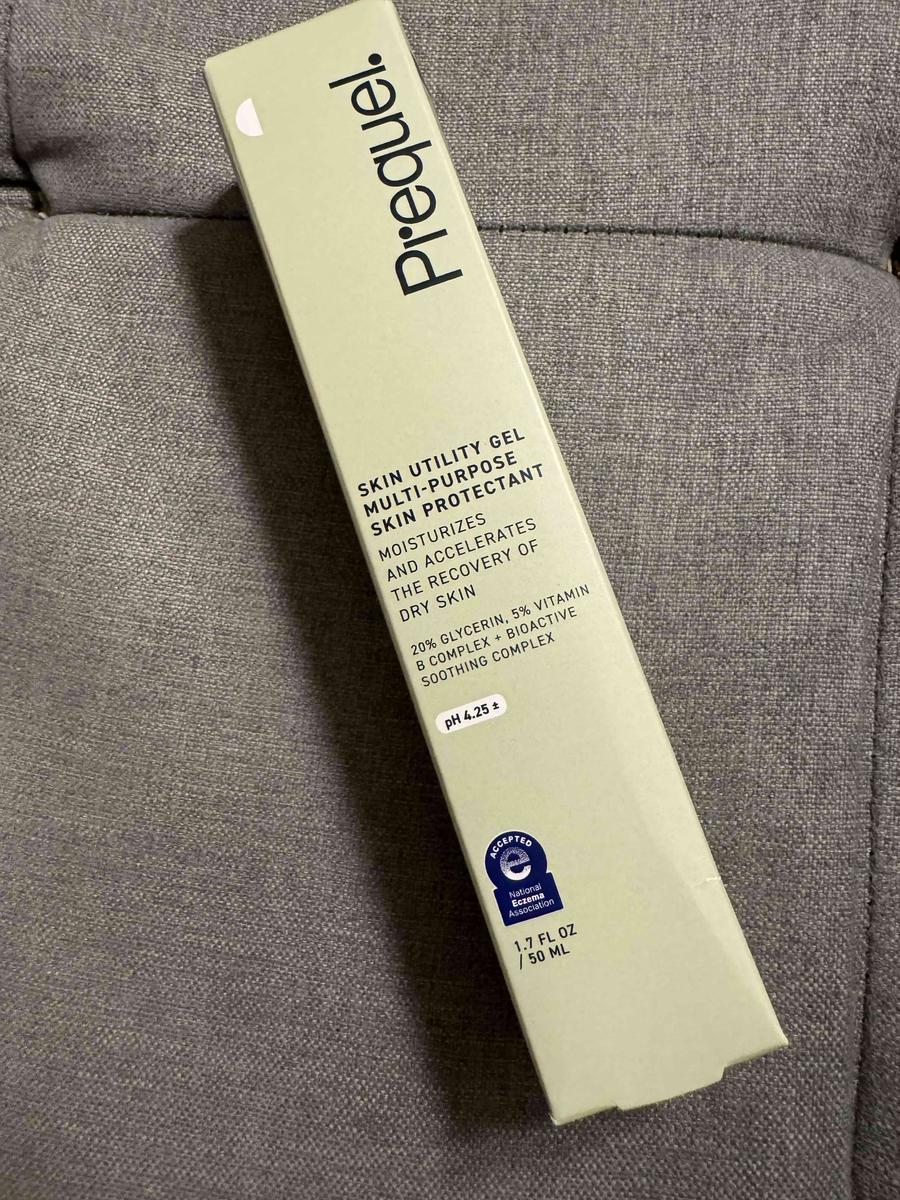 Prequel.
SKIN UTILITY GEL
MULTI-PURPOSE
SKIN PROTECTANT
MOISTURIZES
AND ACCELERATES
THE RECOVERY OF
DRY SKIN
20% GLYCERIN, 5% VITAMIN
B COMPLEX + BIOACTIVE
SOOTHING COMPLEX
pH 4.25 ±
ACCEPTED
e
National
Eczema
Association
1.7 FL OZ
/ 50 ML